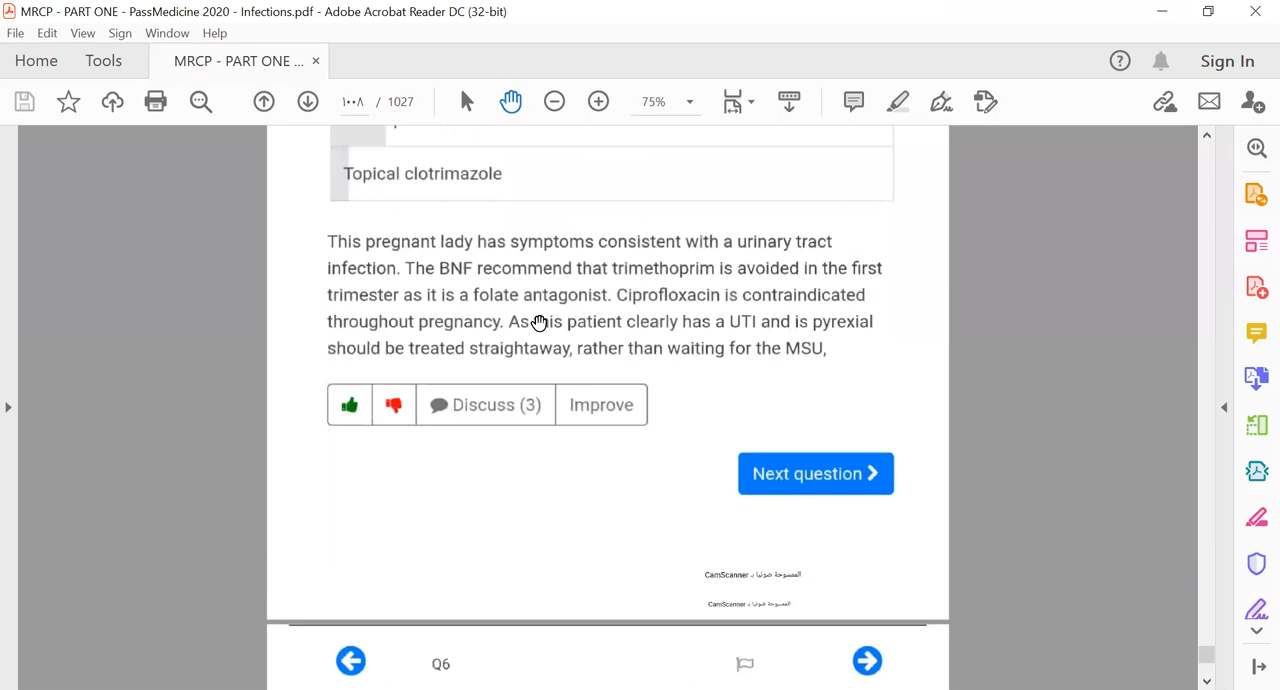 MRCP - PART ONE - PassMedicine 2020 - Infections.pdf - Adobe Acrobat Reader DC (32-bit)
File Edit View Sign Window Help
Home Tools MRCP - PART ONE ... × Sign In
١٠٠٨ / 1027 75%
Topical clotrimazole
This pregnant lady has symptoms consistent with a urinary tract
infection. The BNF recommend that trimethoprim is avoided in the first
trimester as it is a folate antagonist. Ciprofloxacin is contraindicated
throughout pregnancy. As this patient clearly has a UTI and is pyrexial
should be treated straightaway, rather than waiting for the MSU,
Discuss (3) Improve
Next question
الممسوحة ضوئيا بـ CamScanner
الممسوحة ضوئيا بـ CamScanner
Q6